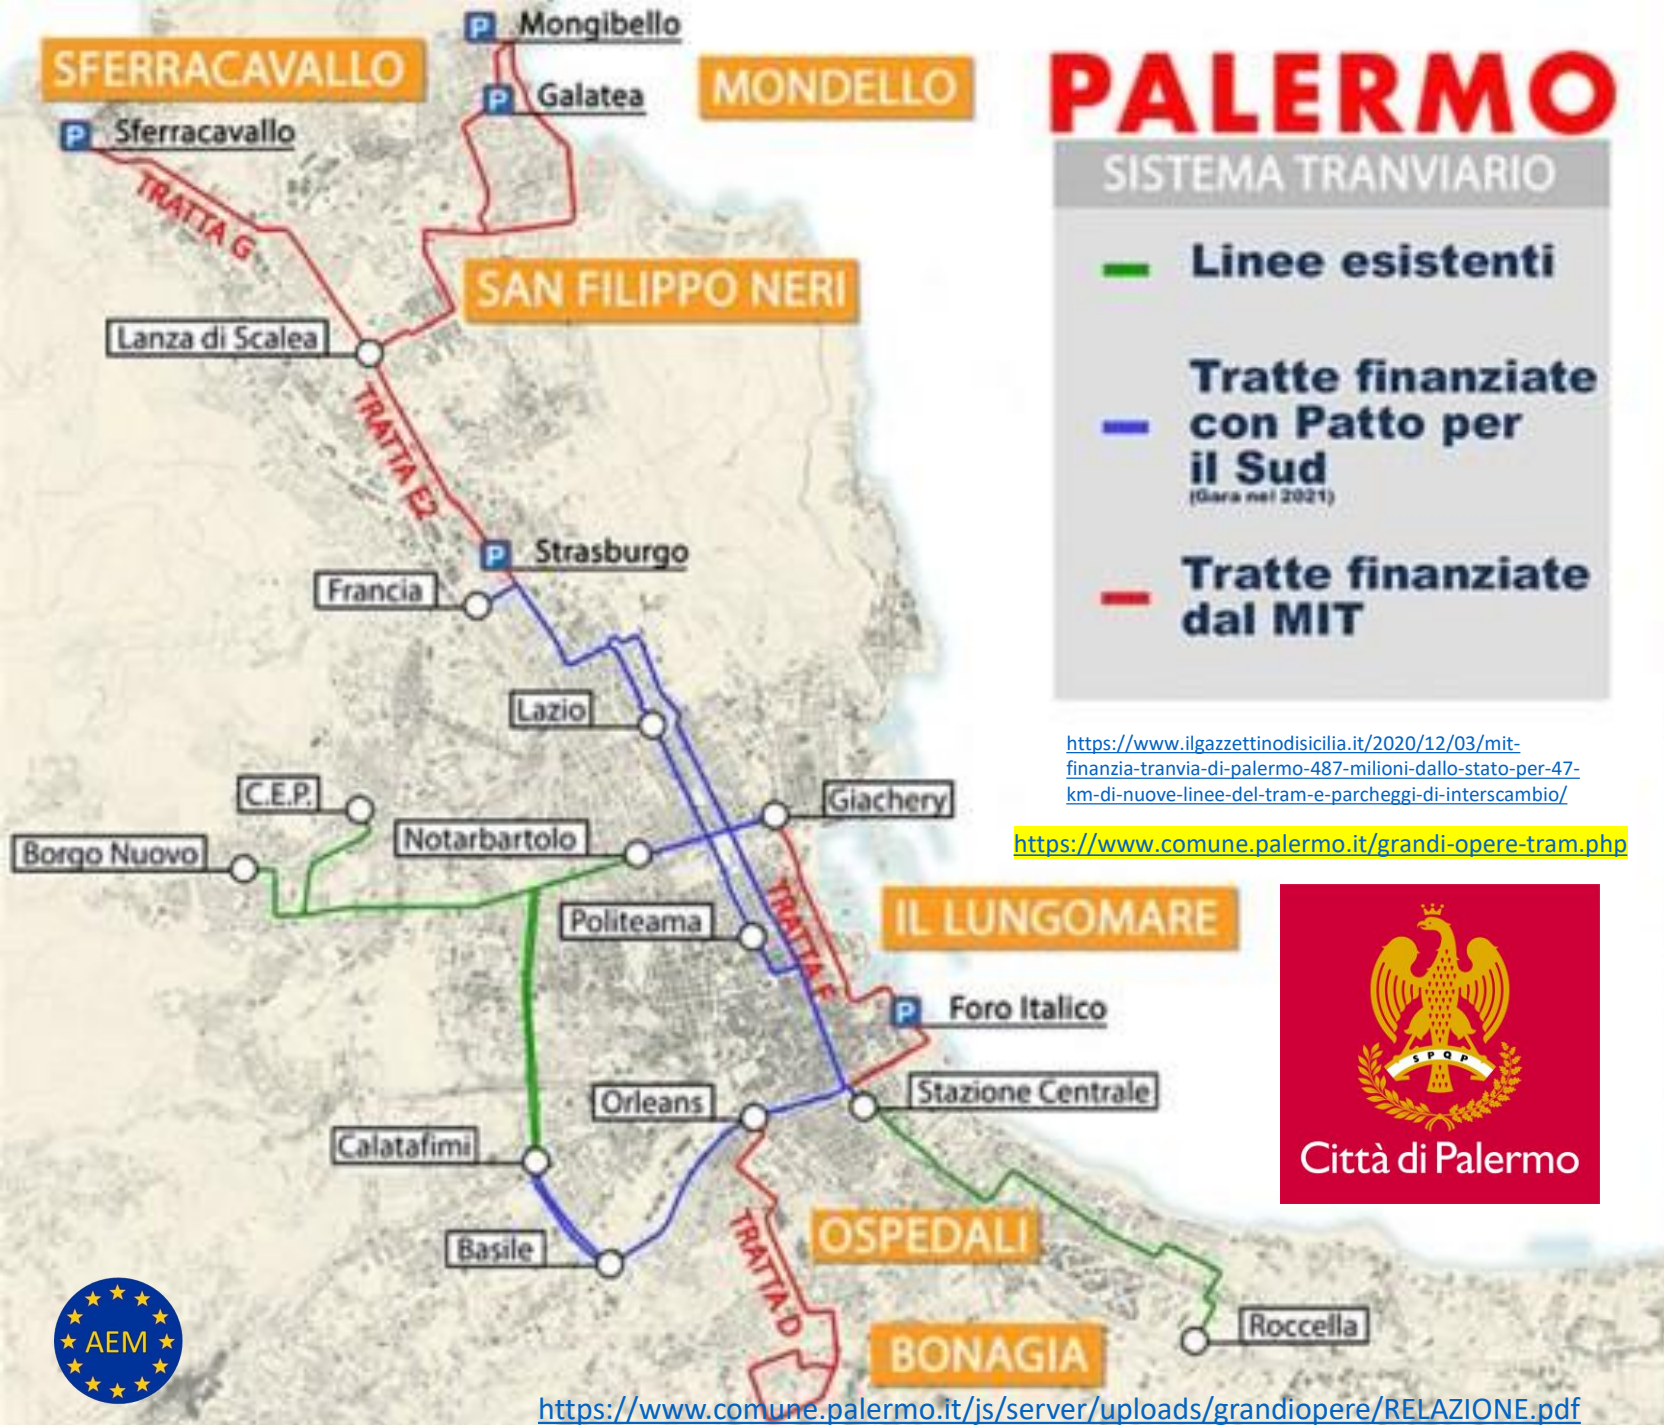 Mongibello
SFERRACAVALLO
MONDELLO
Galatea
Sferracavallo
TRATTA G
SAN FILIPPO NERI
Lanza di Scalea
TRATTA E2
Strasburgo
Francia
Lazio
C.E.P.
Giachery
Notarbartolo
Borgo Nuovo
Politeama
TRATTA F
IL LUNGOMARE
Foro Italico
Orleans
Stazione Centrale
Calatafimi
Basile
OSPEDALI
TRATTA D
BONAGIA
Roccella
P
P
P
P
P
PALERMO
SISTEMA TRANVIARIO
Linee esistenti
Tratte finanziate
con Patto per
il Sud
(Gara nel 2021)
Tratte finanziate
dal MIT
https://www.ilgazzettinodisicilia.it/2020/12/03/mit-
finanzia-tranvia-di-palermo-487-milioni-dallo-stato-per-47-
km-di-nuove-linee-del-tram-e-parcheggi-di-interscambio/
https://www.comune.palermo.it/grandi-opere-tram.php
S P Q P
Città di Palermo
AEM
https://www.comune.palermo.it/js/server/uploads/grandiopere/RELAZIONE.pdf